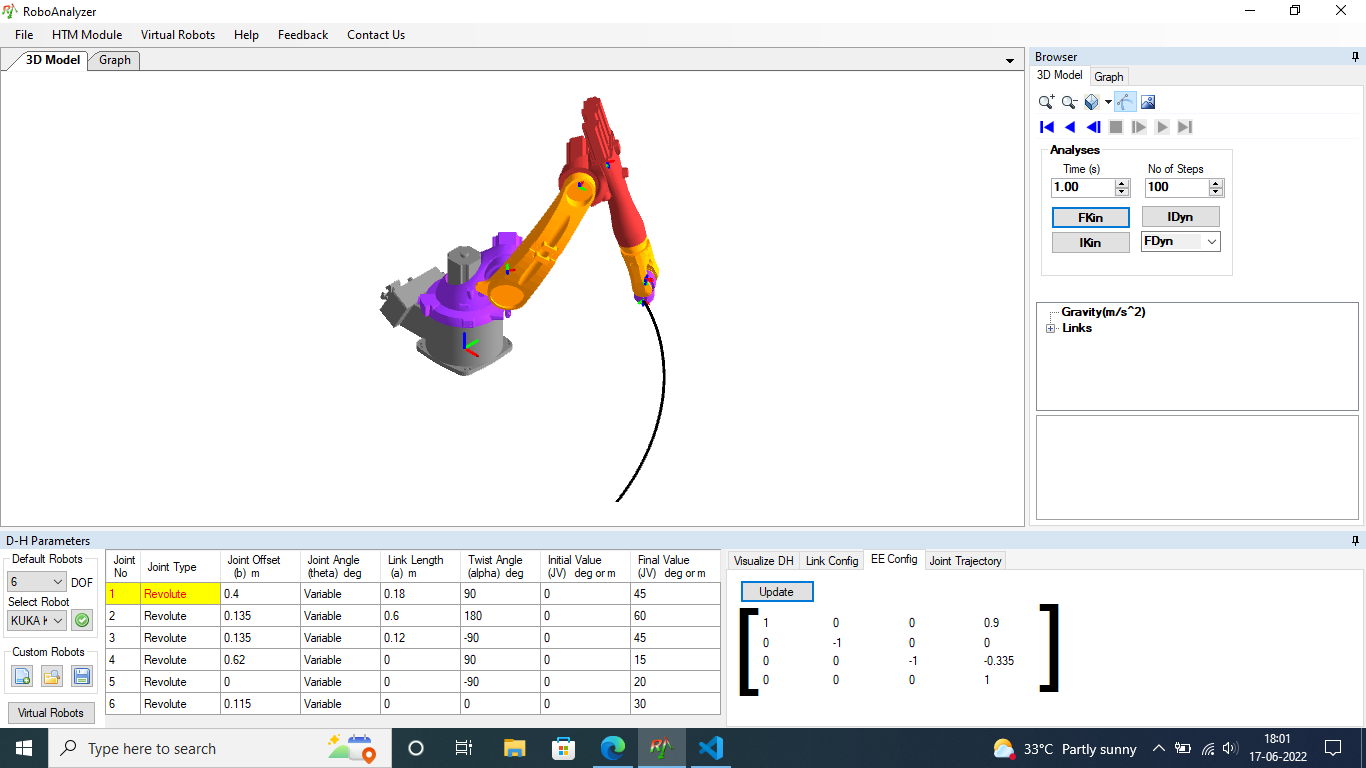 RoboAnalyzer
File HTM Module Virtual Robots Help Feedback Contact Us
3D Model Graph
Browser
3D Model Graph
Analyses
Time (s) No of Steps
1.00 100
FKin IDyn
IKin FDyn
Gravity(m/s^2)
Links
D-H Parameters
Default Robots
6 DOF
Select Robot
KUKA K
Custom Robots
Virtual Robots
Joint No Joint Type Joint Offset (b) m Joint Angle (theta) deg Link Length (a) m Twist Angle (alpha) deg Initial Value (JV) deg or m Final Value (JV) deg or m
1 Revolute 0.4 Variable 0.18 90 0 45
2 Revolute 0.135 Variable 0.6 180 0 60
3 Revolute 0.135 Variable 0.12 -90 0 45
4 Revolute 0.62 Variable 0 90 0 15
5 Revolute 0 Variable 0 -90 0 20
6 Revolute 0.115 Variable 0 0 0 30
Visualize DH Link Config EE Config Joint Trajectory
Update
1 0 0 0.9
0 -1 0 0
0 0 -1 -0.335
0 0 0 1
Type here to search
33°C Partly sunny
18:01
17-06-2022